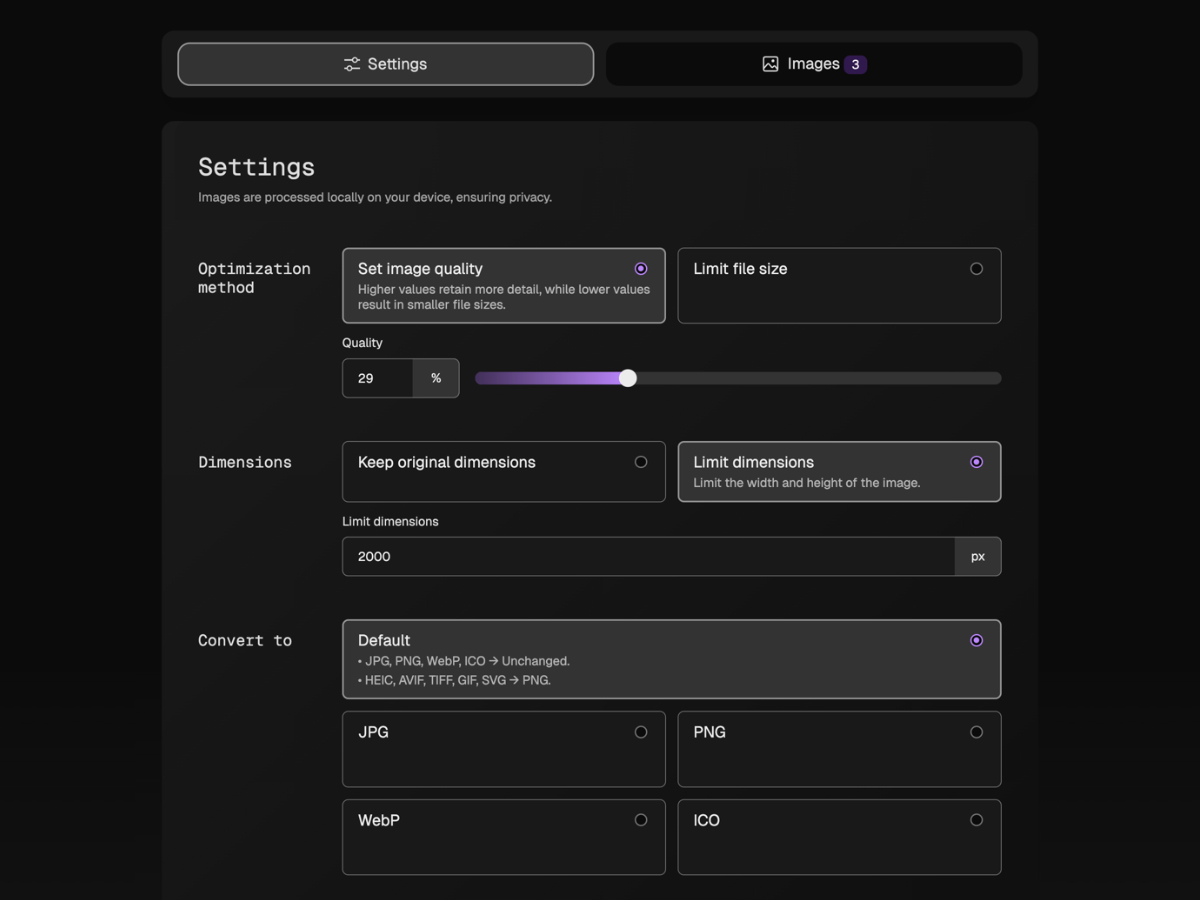 Settings
Images 3
Settings
Images are processed locally on your device, ensuring privacy.
Optimization
method
Set image quality
Higher values retain more detail, while lower values
result in smaller file sizes.
Limit file size
Quality
29 %
Dimensions
Keep original dimensions
Limit dimensions
Limit the width and height of the image.
Limit dimensions
2000 px
Convert to
Default
• JPG, PNG, WebP, ICO → Unchanged.
• HEIC, AVIF, TIFF, GIF, SVG → PNG.
JPG
PNG
WebP
ICO